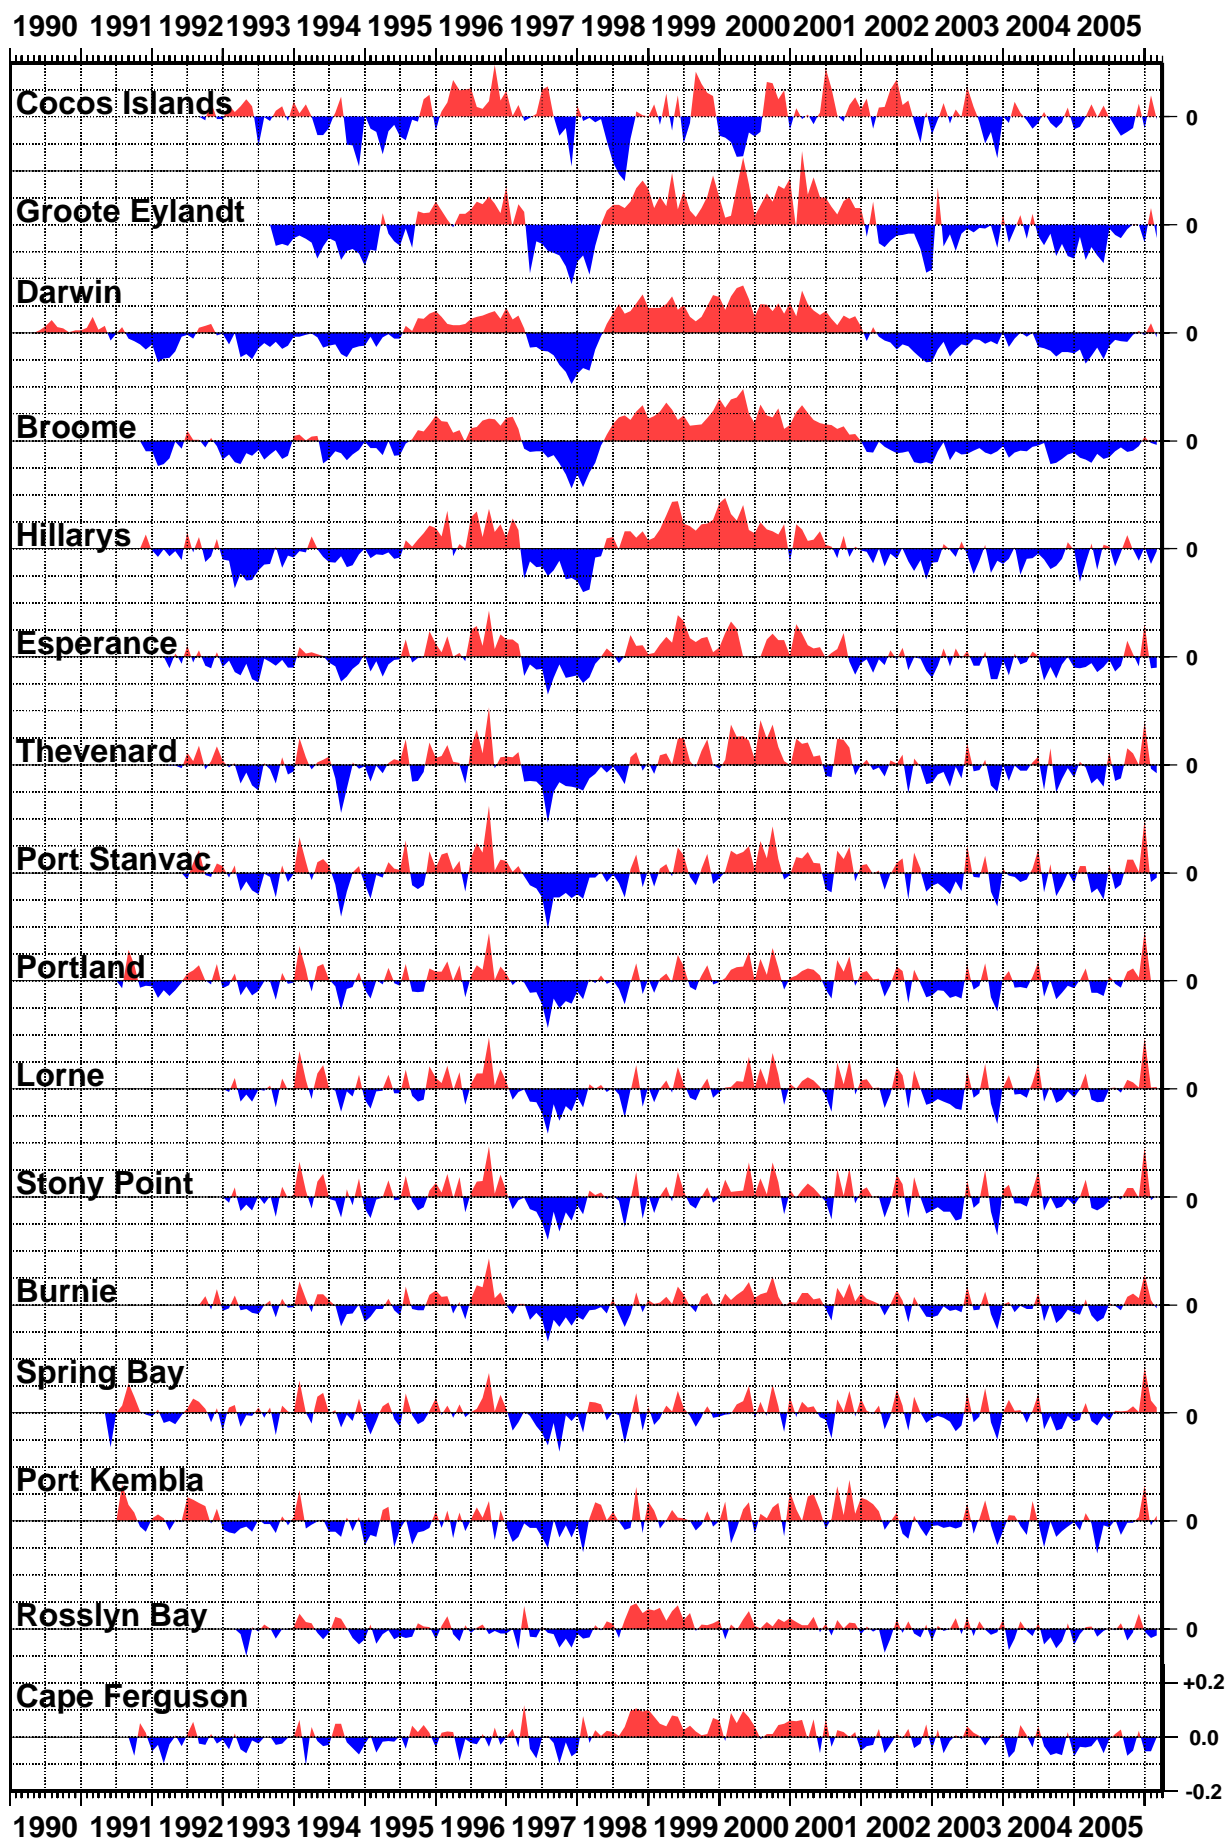 1990 1991 1992 1993 1994 1995 1996 1997 1998 1999 2000 2001 2002 2003 2004 2005
Cocos Islands 0
Groote Eylandt 0
Darwin 0
Broome 0
Hillarys 0
Esperance 0
Thevenard 0
Port Stanvac 0
Portland 0
Lorne 0
Stony Point 0
Burnie 0
Spring Bay 0
Port Kembla 0
Rosslyn Bay 0
+0.2
Cape Ferguson 0.0
-0.2
1990 1991 1992 1993 1994 1995 1996 1997 1998 1999 2000 2001 2002 2003 2004 2005